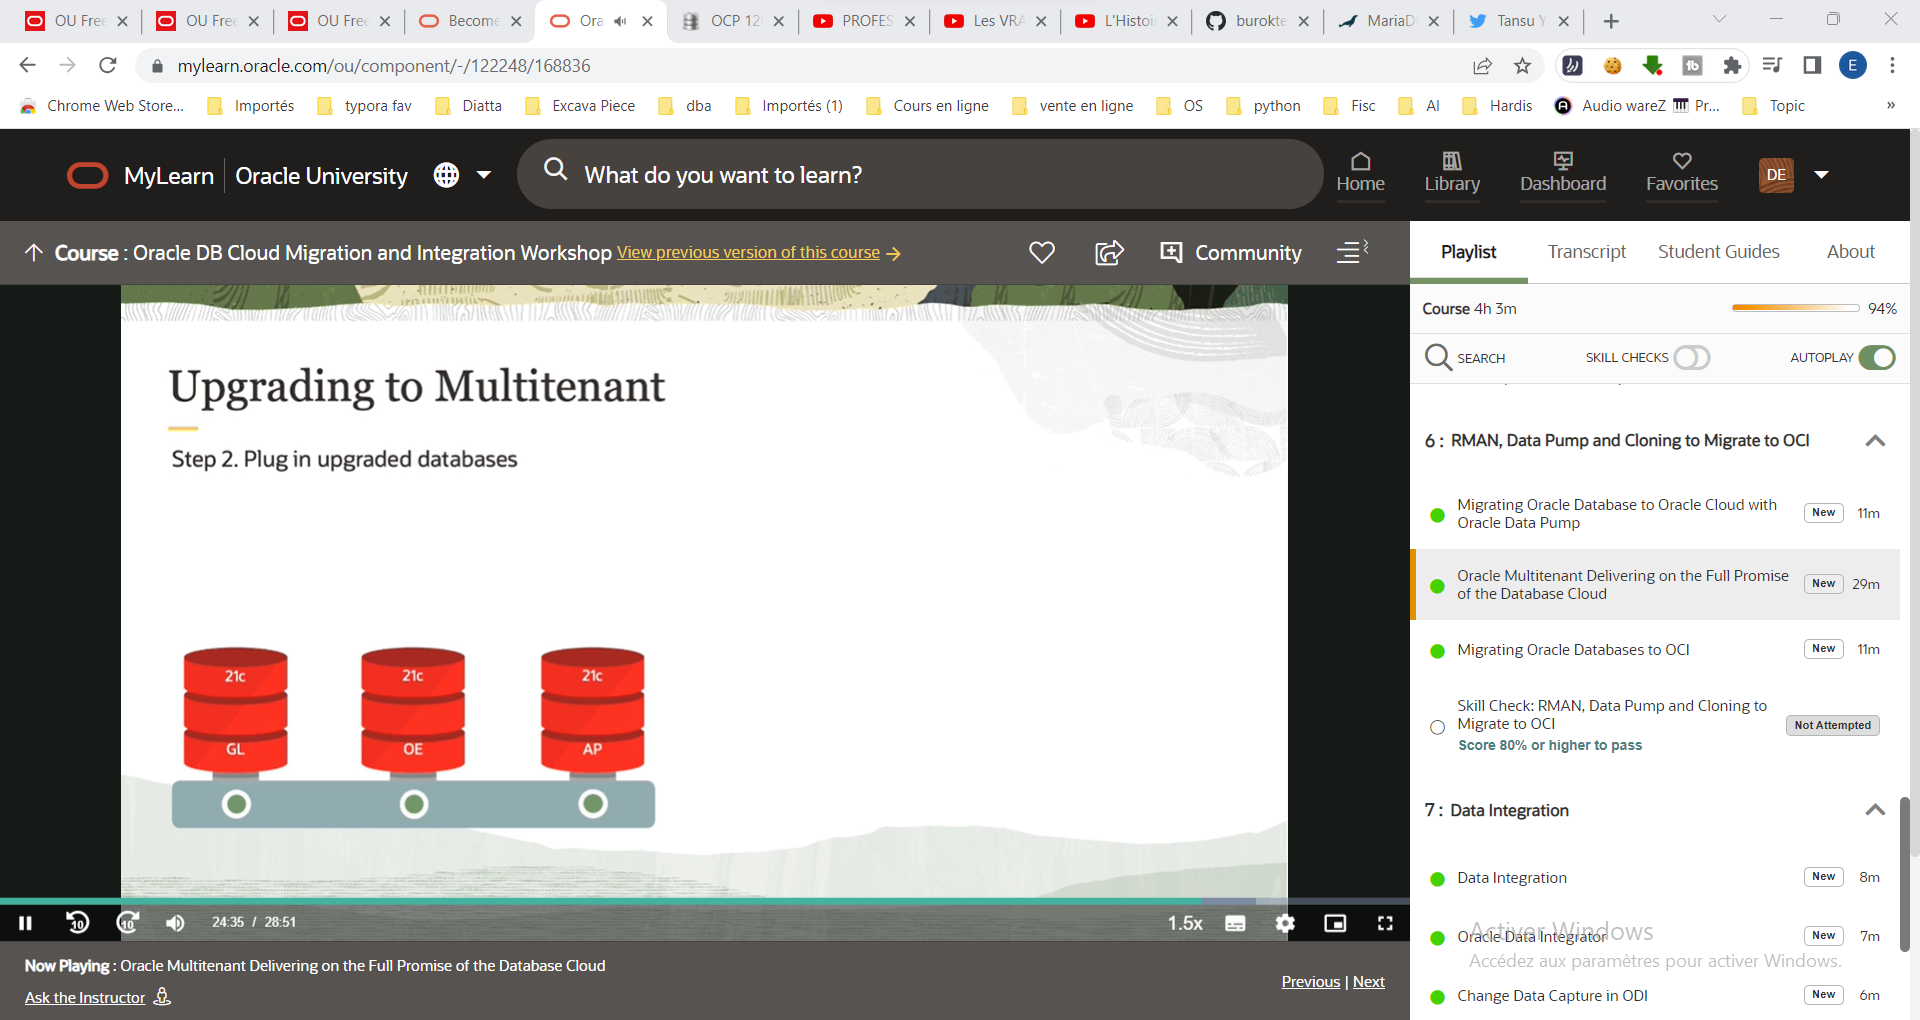 OU Free
OU Free
OU Free
Become
Ora
OCP 12
PROFES
Les VRA
L'Histoi
burokte
MariaD
Tansu Y
mylearn.oracle.com/ou/component/-/122248/168836
E
Chrome Web Store...
Importés
typora fav
Diatta
Excava Piece
dba
Importés (1)
Cours en ligne
vente en ligne
OS
python
Fisc
AI
Hardis
Audio wareZ
Pr...
Topic
»
MyLearn
Oracle University
What do you want to learn?
Home
Library
Dashboard
Favorites
DE
Course : Oracle DB Cloud Migration and Integration Workshop View previous version of this course
Community
Playlist
Transcript
Student Guides
About
Course 4h 3m
94%
SEARCH
SKILL CHECKS
AUTOPLAY
Upgrading to Multitenant
Step 2. Plug in upgraded databases
21c
21c
21c
GL
OE
AP
6 : RMAN, Data Pump and Cloning to Migrate to OCI
Migrating Oracle Database to Oracle Cloud with
Oracle Data Pump
New
11m
Oracle Multitenant Delivering on the Full Promise
of the Database Cloud
New
29m
Migrating Oracle Databases to OCI
New
11m
Skill Check: RMAN, Data Pump and Cloning to
Migrate to OCI
Score 80% or higher to pass
Not Attempted
7 : Data Integration
Data Integration
New
8m
Oracle Data Integrator
New
7m
Activer Windows
Accédez aux paramètres pour activer Windows.
Change Data Capture in ODI
New
6m
10
10
24:35 / 28:51
1.5x
Now Playing : Oracle Multitenant Delivering on the Full Promise of the Database Cloud
Ask the Instructor
Previous | Next